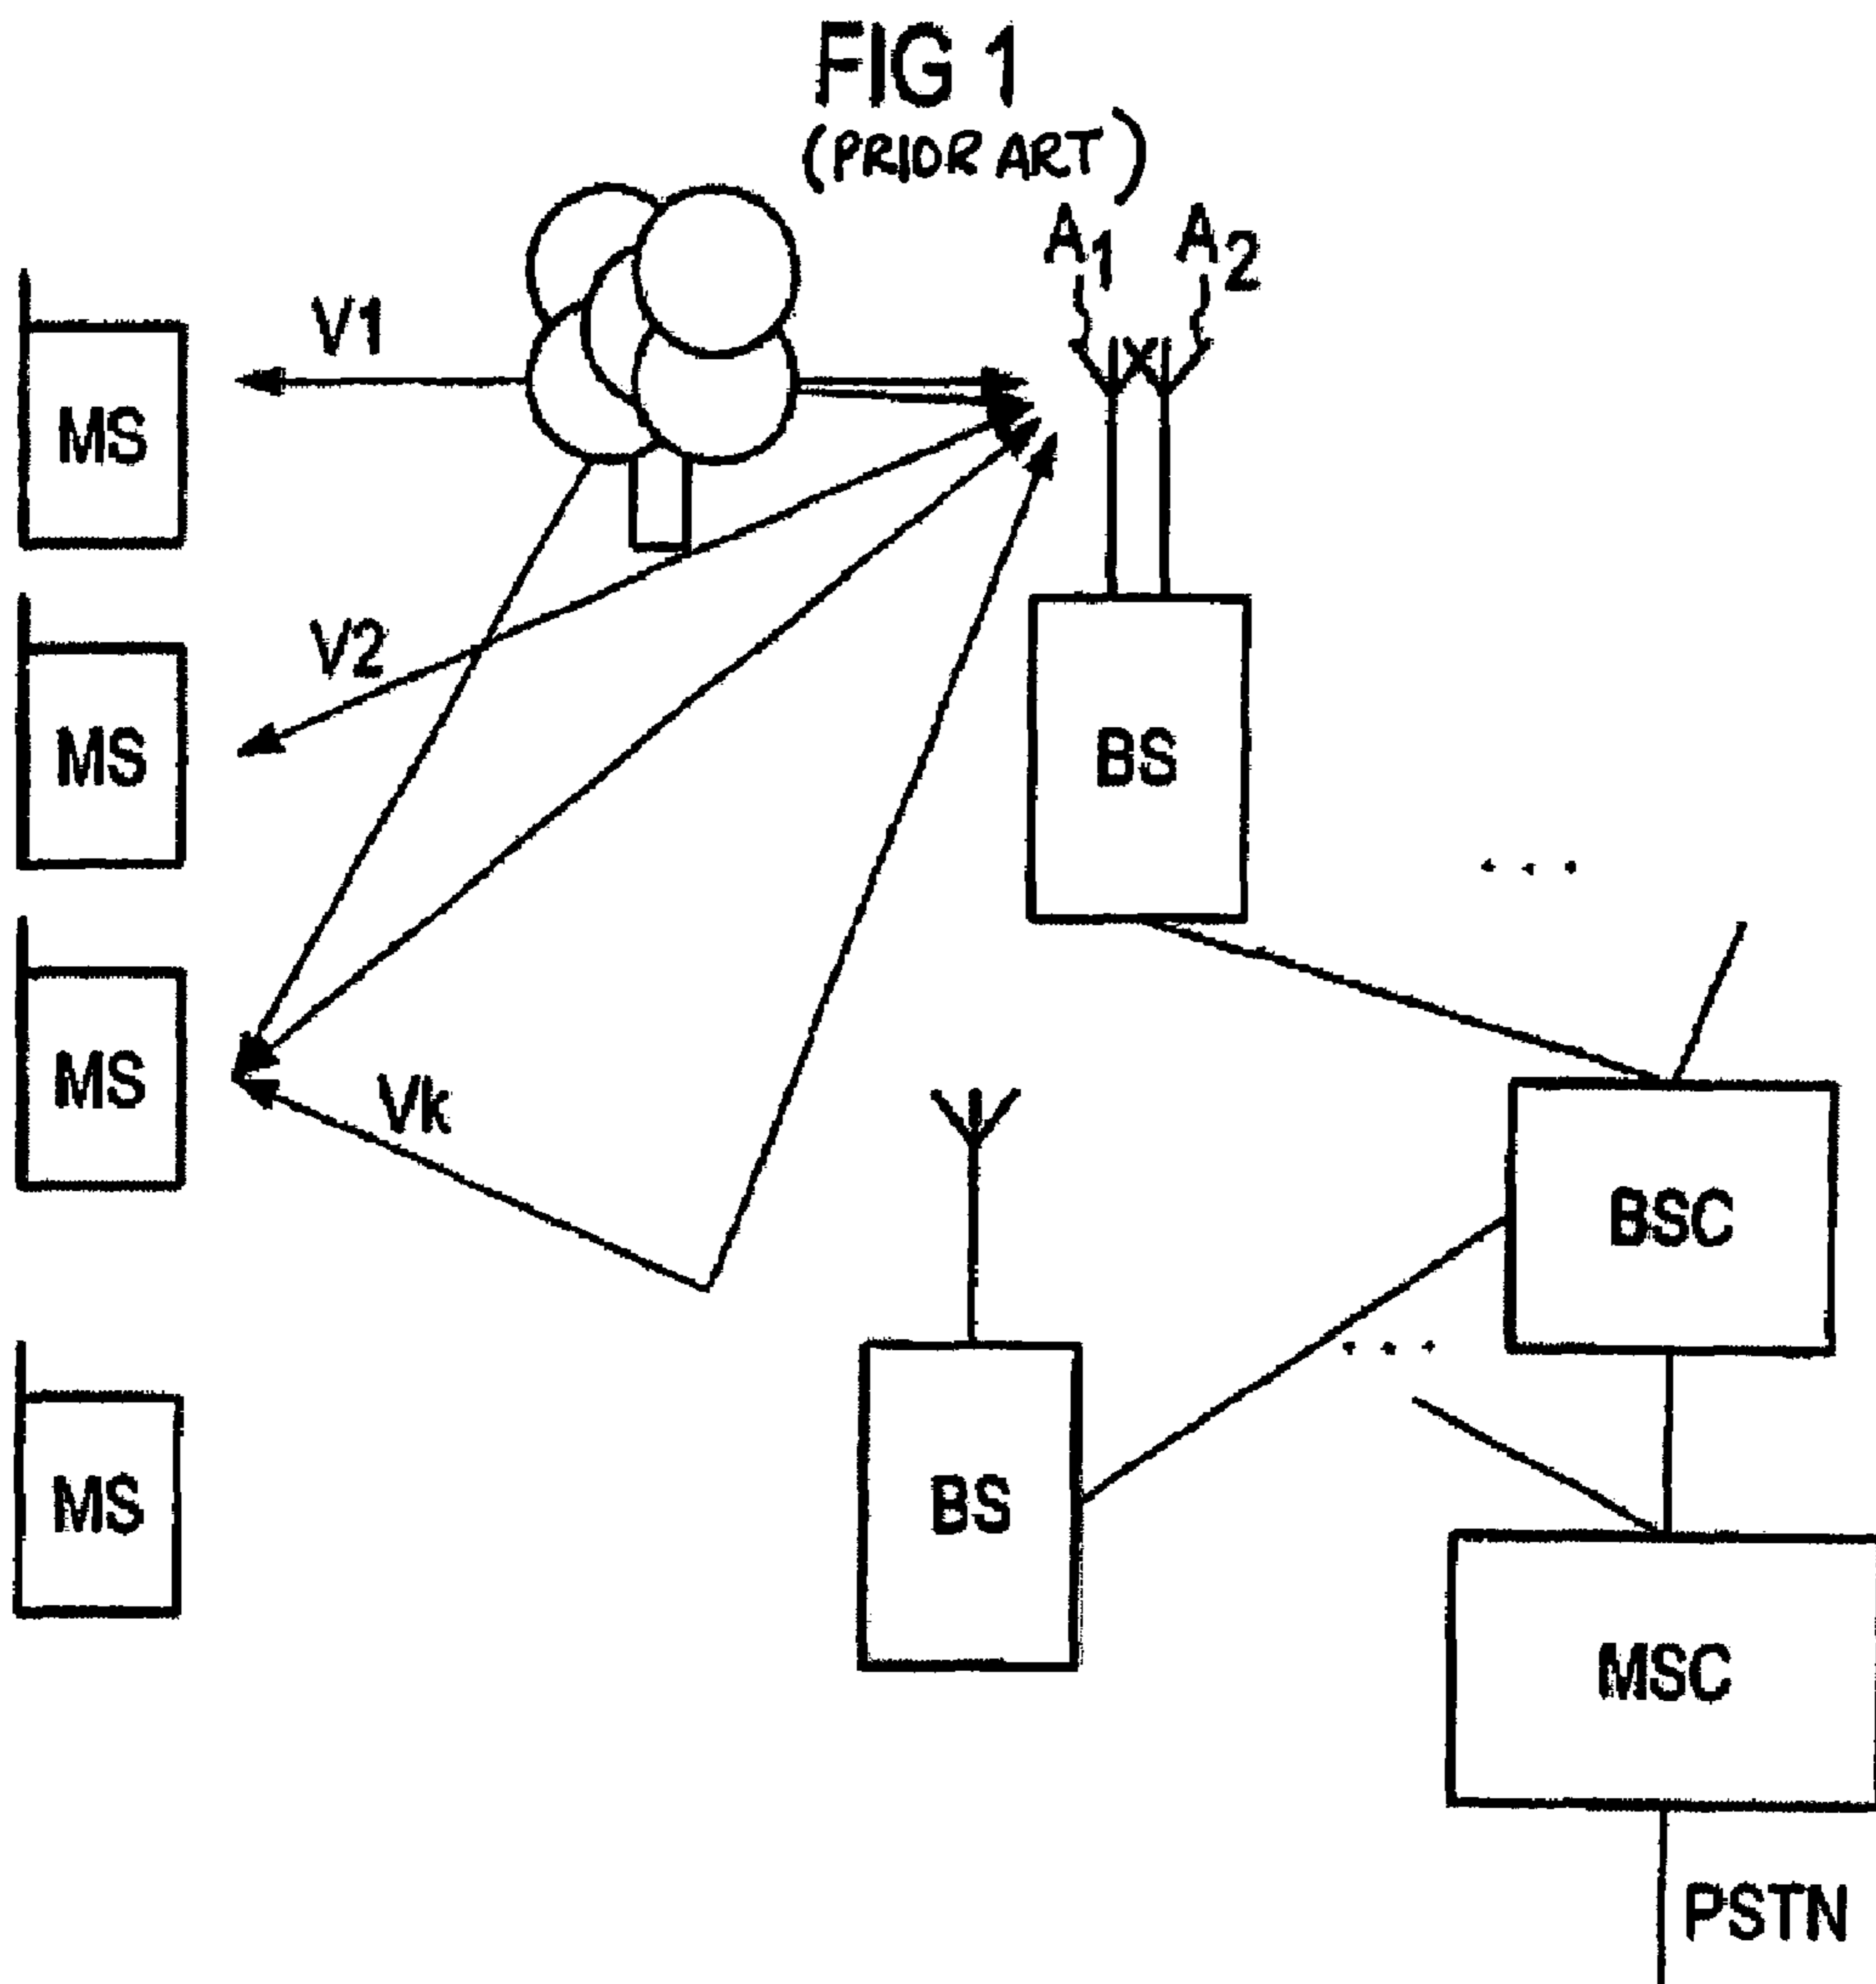 FIG 1
(PRIOR ART)
A1 A2
V1
MS
V2
MS
BS
...
MS
Vk
BSC
...
MS
BS
MSC
PSTN